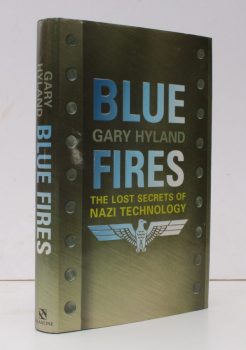 GARY
HYLAND
BLUE FIRES
BLUE
GARY HYLAND
FIRES
THE LOST SECRETS OF
NAZI TECHNOLOGY